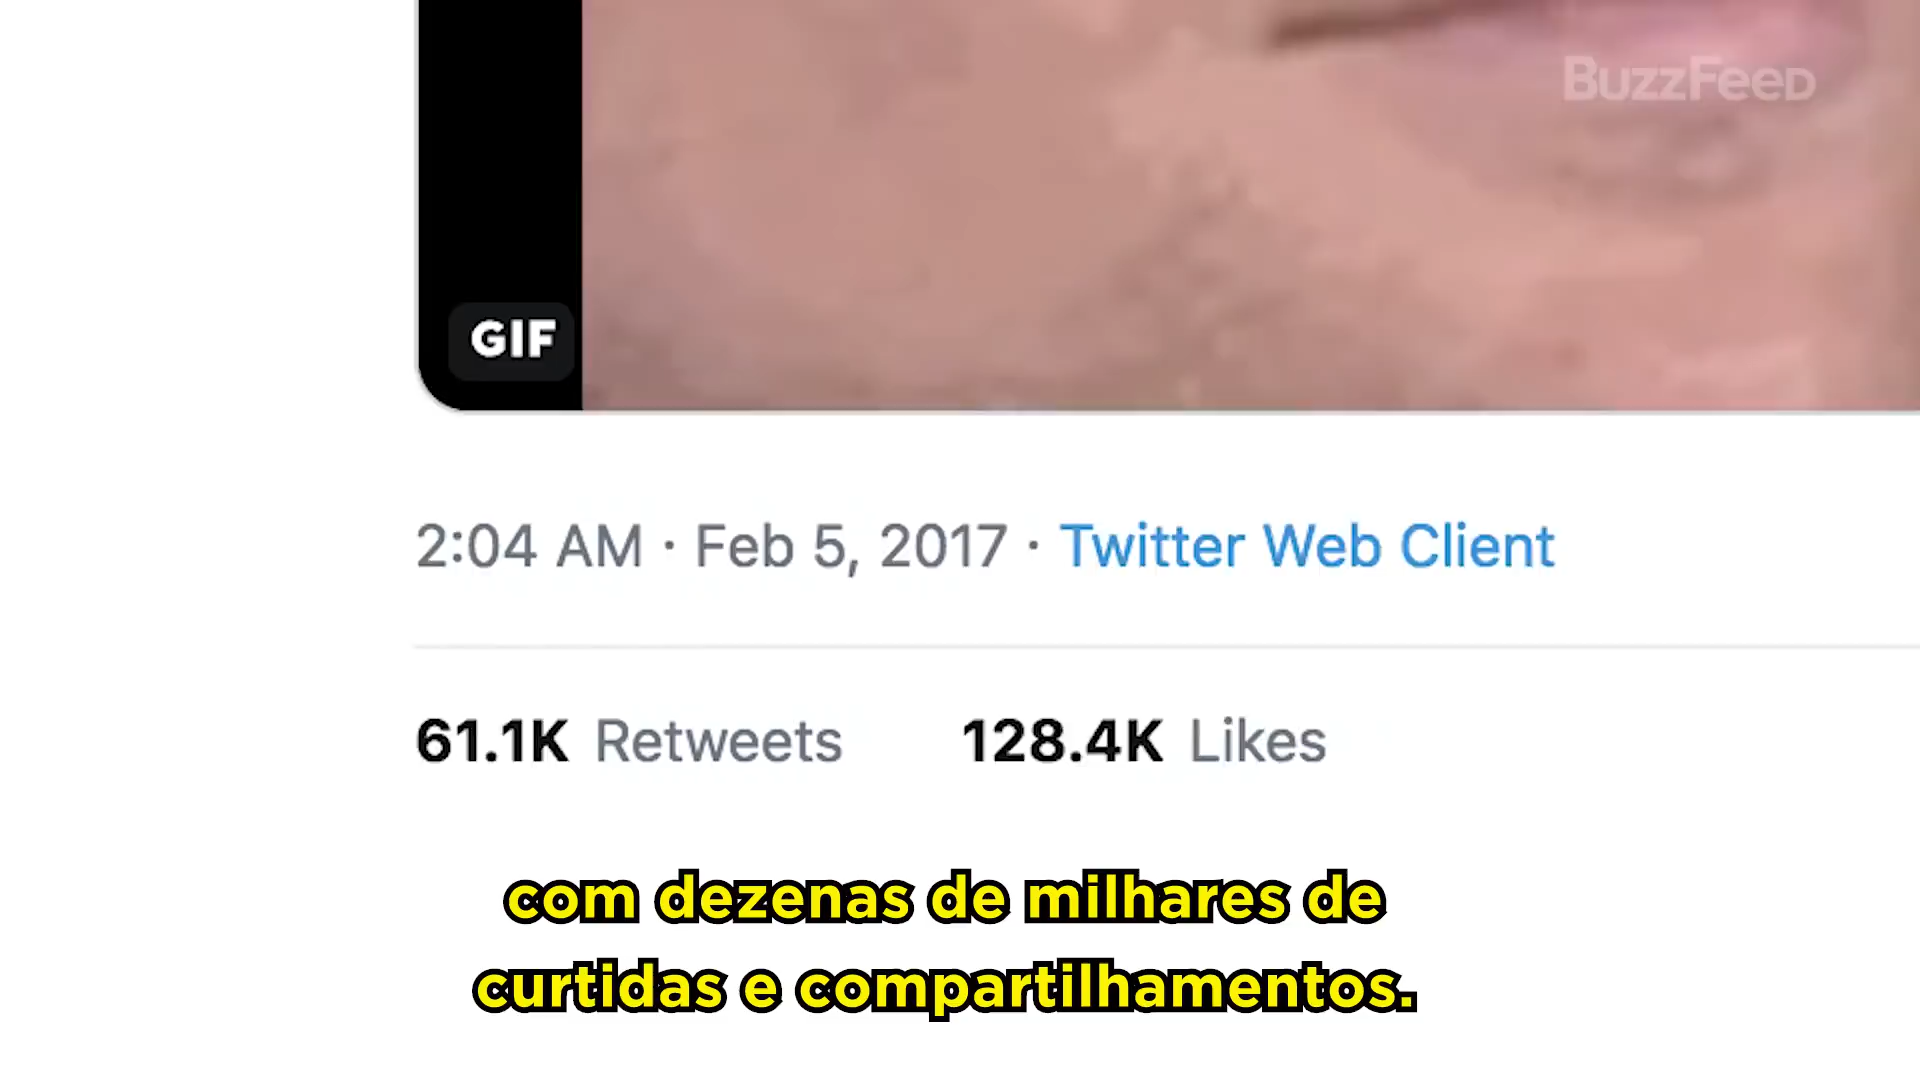 BuzzFeed
GIF
2:04 AM · Feb 5, 2017 · Twitter Web Client
61.1K Retweets 128.4K Likes
com dezenas de milhares de
curtidas e compartilhamentos.